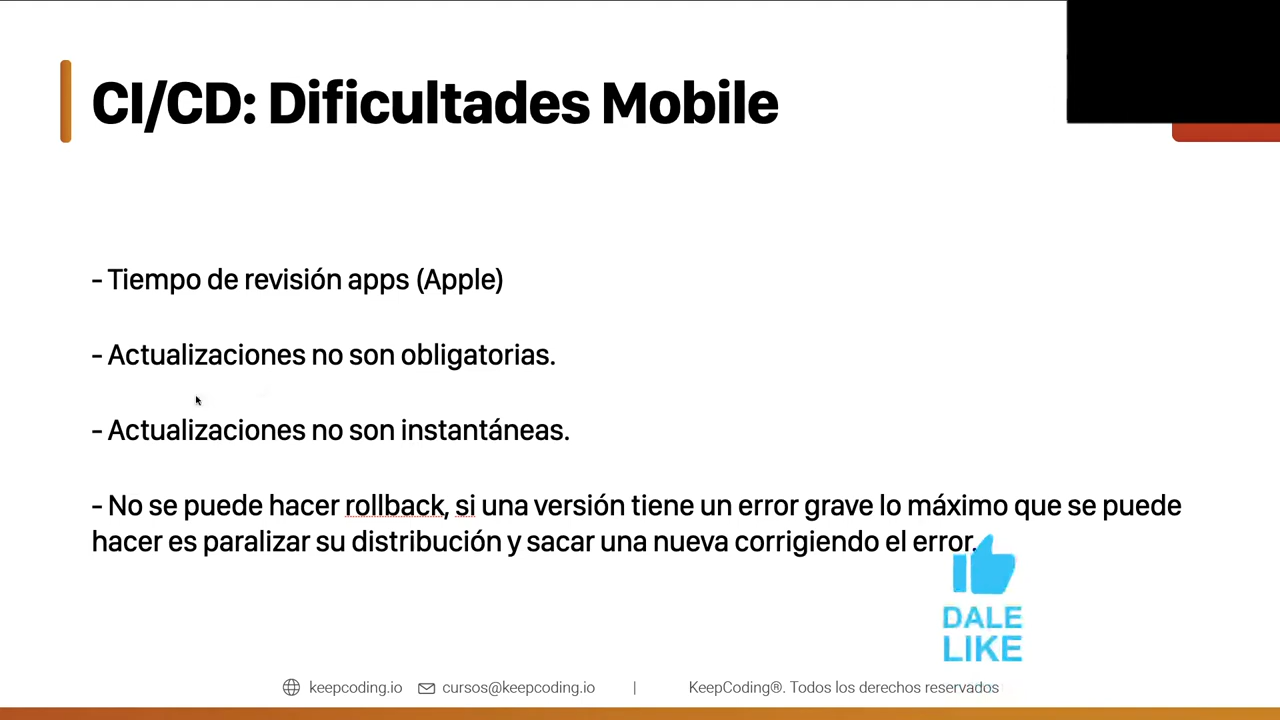 CI/CD: Dificultades Mobile
- Tiempo de revisión apps (Apple)
- Actualizaciones no son obligatorias.
- Actualizaciones no son instantáneas.
- No se puede hacer rollback, si una versión tiene un error grave lo máximo que se puede
hacer es paralizar su distribución y sacar una nueva corrigiendo el error.
DALE
LIKE
keepcoding.io cursos@keepcoding.io | KeepCoding®. Todos los derechos reservados